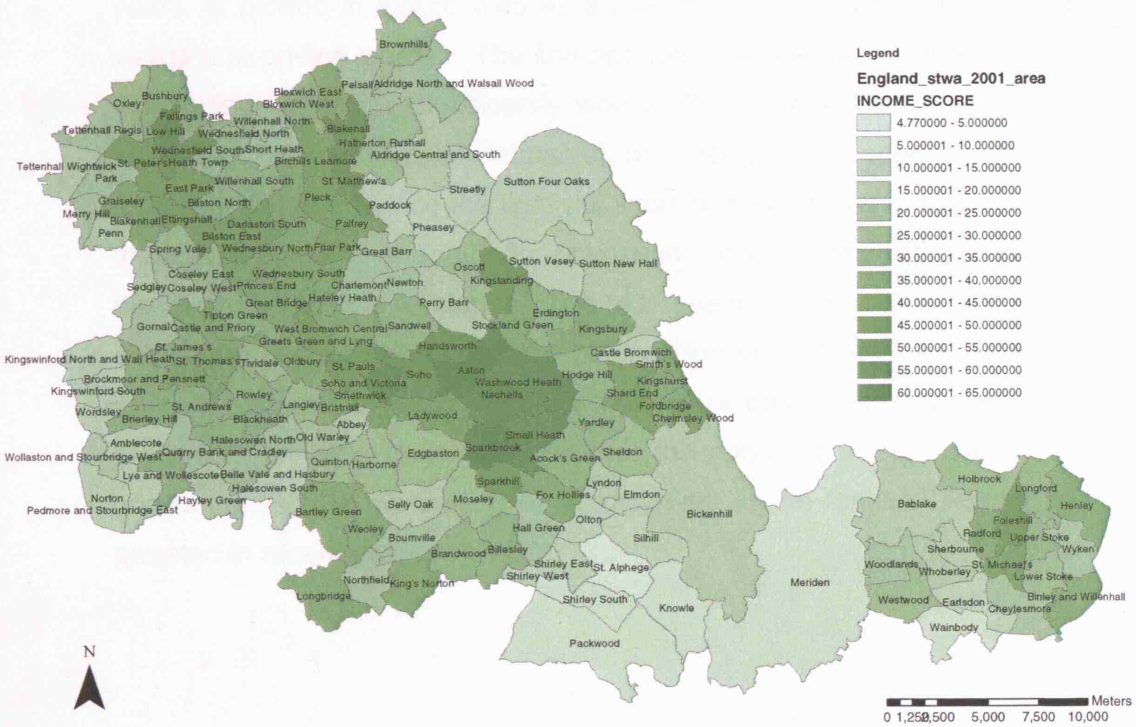 Legend
England_stwa_2001_area
INCOME_SCORE
4.770000 - 5.000000
5.000001 - 10.000000
10.000001 - 15.000000
15.000001 - 20.000000
20.000001 - 25.000000
25.000001 - 30.000000
30.000001 - 35.000000
35.000001 - 40.000000
40.000001 - 45.000000
45.000001 - 50.000000
50.000001 - 55.000000
55.000001 - 60.000000
60.000001 - 65.000000
Brownhills
Pelsall Aldridge North and Walsall Wood
Bloxwich East
Bloxwich West
Bushbury
Oxley
Fallings Park
Willenhall North
Blakenall
Tettenhall Regis
Low Hill
Wednesfield North
Hatherton Rushall
Wednesfield South
Short Heath
Aldridge Central and South
Tettenhall Wightwick
St. Peter's
Heath Town
Birchills Leamore
Park
East Park
Willenhall South
St. Matthew's
Streetly
Sutton Four Oaks
Graiseley
Bilston North
Pleck
Paddock
Merry Hill
Blakenhall
Ettingshall
Darlaston South
Palfrey
Pheasey
Penn
Bilston East
Spring Vale
Wednesbury North
Friar Park
Great Barr
Sutton Vesey
Sutton New Hall
Coseley East
Wednesbury South
Oscott
Kingstanding
Sedgley
Coseley West
Princes End
Charlemont
Newton
Great Bridge
Hateley Heath
Perry Barr
Erdington
Tipton Green
Gornal
Castle and Priory
West Bromwich Central
Sandwell
Stockland Green
Kingsbury
Greets Green and Lyng
Handsworth
St. James's
Castle Bromwich
Kingswinford North and Wall Heath
St. Thomas's
Tividale
Oldbury
St. Pauls
Soho
Aston
Hodge Hill
Smith's Wood
Brockmoor and Pensnett
Soho and Victoria
Washwood Heath
Kingshurst
Kingswinford South
Rowley
Smethwick
Nechells
Shard End
Wordsley
St. Andrews
Langley
Bristnall
Fordbridge
Brierley Hill
Blackheath
Abbey
Ladywood
Yardley
Chelmsley Wood
Amblecote
Halesowen North
Old Warley
Small Heath
Wollaston and Stourbridge West
Quarry Bank and Cradley
Edgbaston
Sparkbrook
Acock's Green
Sheldon
Lye and Wollescote
Belle Vale and Hasbury
Quinton
Harborne
Norton
Halesowen South
Sparkhill
Lyndon
Hayley Green
Moseley
Fox Hollies
Elmdon
Pedmore and Stourbridge East
Bartley Green
Selly Oak
Olton
Bickenhill
Weoley
Bournville
Hall Green
Silhill
Brandwood
Billesley
Shirley East
St. Alphege
Northfield
King's Norton
Shirley West
Meriden
Longbridge
Shirley South
Knowle
Packwood
Holbrook
Longford
Bablake
Henley
Foleshill
Radford
Upper Stoke
Sherbourne
Wyken
Woodlands
Whoberley
St. Michael's
Lower Stoke
Westwood
Earlsdon
Binley and Willenhall
Cheylesmore
Wainbody
N
Meters
0 1,250 2,500 5,000 7,500 10,000